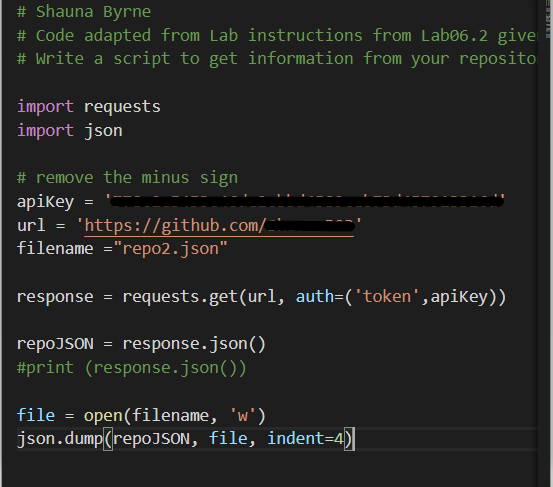 # Shauna Byrne
# Code adapted from Lab instructions from Lab06.2 give
# Write a script to get information from your reposito
import requests
import json
# remove the minus sign
apiKey = '
url = 'https://github.com/ '
filename ="repo2.json"
response = requests.get(url, auth=('token',apiKey))
repoJSON = response.json()
#print (response.json())
file = open(filename, 'w')
json.dump(repoJSON, file, indent=4)